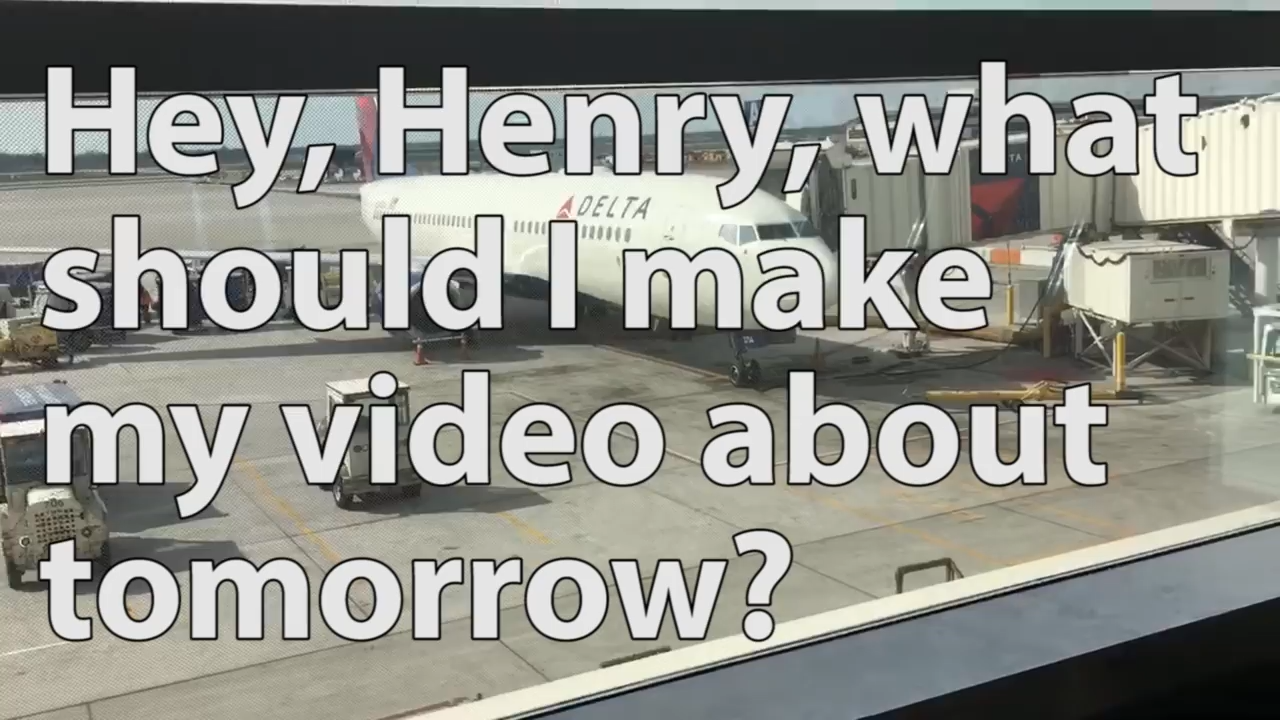 Hey, Henry, what
should I make
my video about
tomorrow?
DELTA